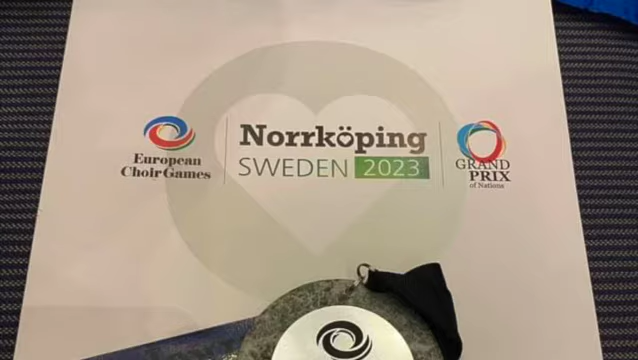 European
Choir Games
Norrköping
SWEDEN 2023
GRAND
PRIX
of Nations